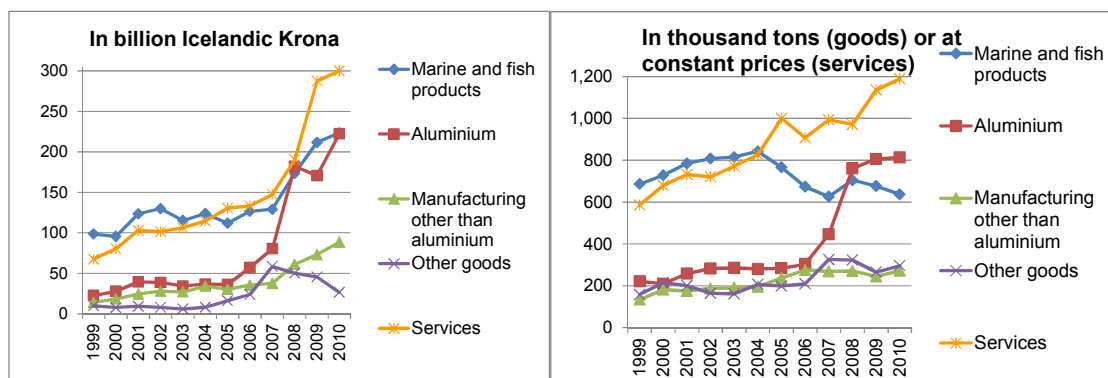 In billion Icelandic Krona
300
250
200
150
100
50
0
1999
2000
2001
2002
2003
2004
2005
2006
2007
2008
2009
2010
Marine and fish
products
Aluminium
Manufacturing
other than
aluminium
Other goods
Services
In thousand tons (goods) or at
constant prices (services)
1,200
1,000
800
600
400
200
0
1999
2000
2001
2002
2003
2004
2005
2006
2007
2008
2009
2010
Marine and fish
products
Aluminium
Manufacturing
other than
aluminium
Other goods
Services